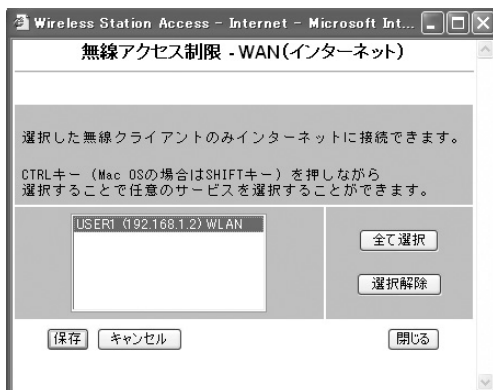 Wireless Station Access - Internet - Microsoft Int...
無線アクセス制限 - WAN(インターネット)
選択した無線クライアントのみインターネットに接続できます。
CTRLキー（Mac OSの場合はSHIFTキー）を押しながら
選択することで任意のサービスを選択することができます。
USER1 (192.168.1.2) WLAN
全て選択
選択解除
保存 キャンセル 閉じる